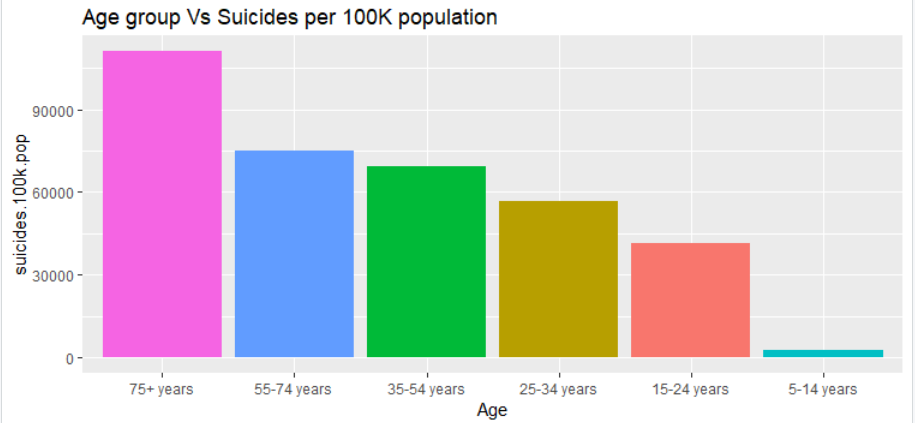 Age group Vs Suicides per 100K population
suicides.100k.pop
90000
60000
30000
0
75+ years
55-74 years
35-54 years
25-34 years
15-24 years
5-14 years
Age